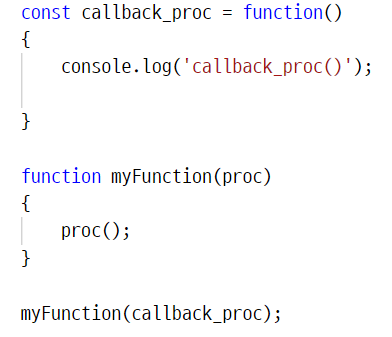 const callback_proc = function()
{
    console.log('callback_proc()');

}

function myFunction(proc)
{
    proc();
}

myFunction(callback_proc);